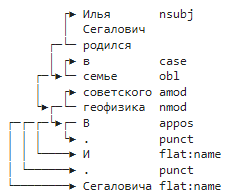 Илья nsubj
Сегалович
родился
в case
семье obl
советского amod
геофизика nmod
В appos
. punct
И flat:name
. punct
Сегаловича flat:name